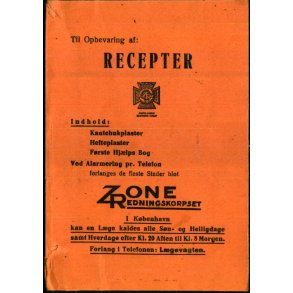 Til Opbevaring af:
RECEPTER
Indhold:
Kautchukplaster
Hefteplaster
Første Hjælps Bog
Ved Alarmering pr. Telefon
forlanges de fleste Steder blot
ZONE
REDNINGSKORPSET
I København
kan en Læge kaldes alle Søn- og Helligdage
samt Hverdage efter Kl. 20 Aften til Kl. 8 Morgen.
Forlang i Telefonen: Lægevagten.